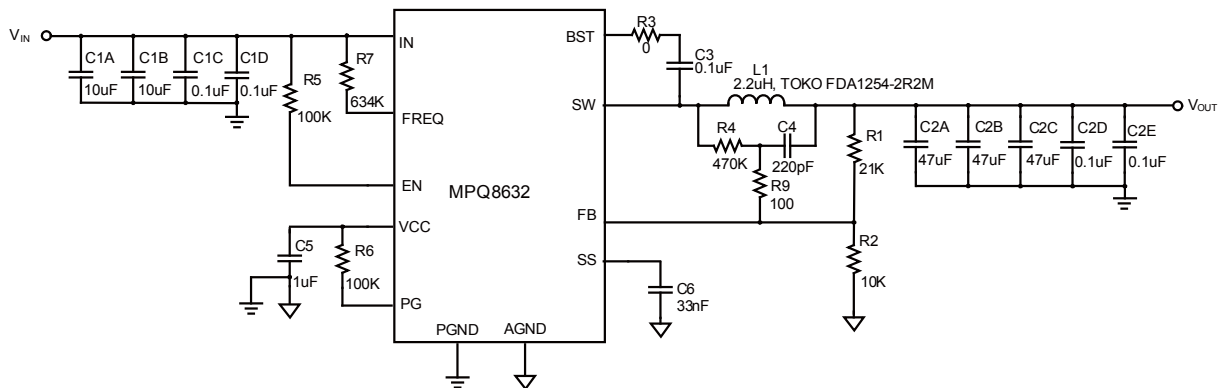 V_IN
C1A
10uF
C1B
10uF
C1C
0.1uF
C1D
0.1uF
R5
100K
R7
634K
IN
FREQ
EN
VCC
PG
C5
1uF
R6
100K
MPQ8632
PGND
AGND
BST
SW
FB
SS
R3
0
C3
0.1uF
L1
2.2uH, TOKO FDA1254-2R2M
R4
470K
C4
220pF
R9
100
R1
21K
R2
10K
C6
33nF
C2A
47uF
C2B
47uF
C2C
47uF
C2D
0.1uF
C2E
0.1uF
V_OUT